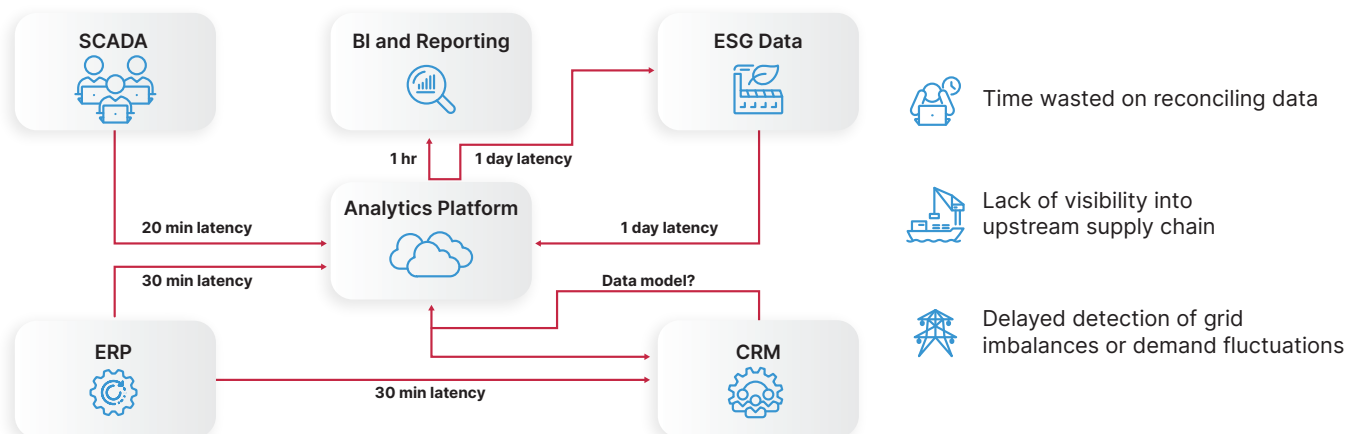 SCADA
BI and Reporting
ESG Data
Time wasted on reconciling data
1 hr
1 day latency
Lack of visibility into
upstream supply chain
Analytics Platform
20 min latency
1 day latency
30 min latency
Data model?
Delayed detection of grid
imbalances or demand fluctuations
ERP
CRM
30 min latency